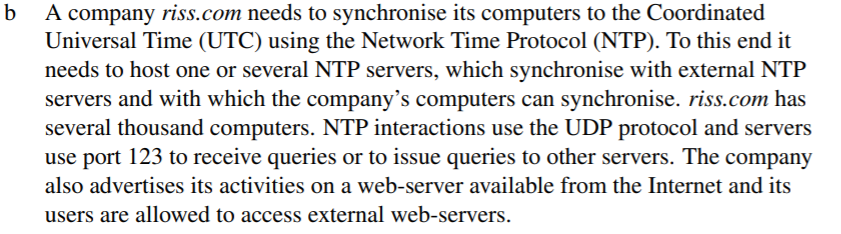 b A company riss.com needs to synchronise its computers to the Coordinated
Universal Time (UTC) using the Network Time Protocol (NTP). To this end it
needs to host one or several NTP servers, which synchronise with external NTP
servers and with which the company's computers can synchronise. riss.com has
several thousand computers. NTP interactions use the UDP protocol and servers
use port 123 to receive queries or to issue queries to other servers. The company
also advertises its activities on a web-server available from the Internet and its
users are allowed to access external web-servers.